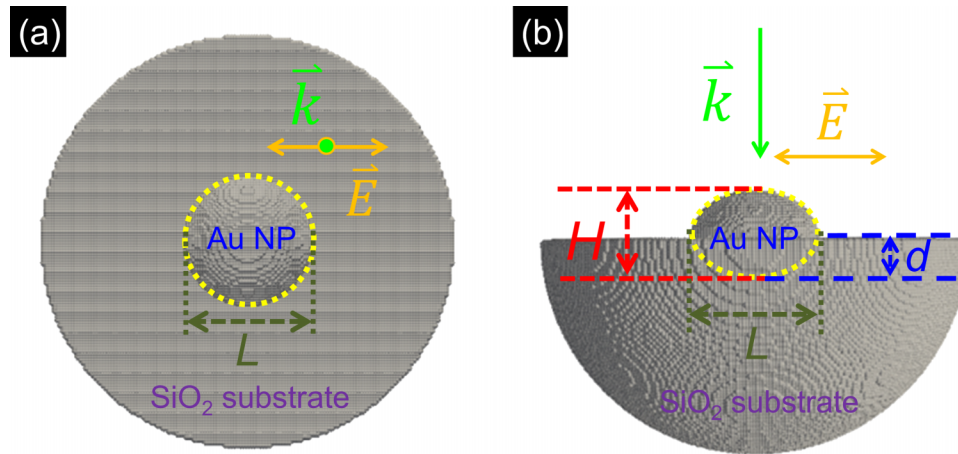 (a)
k⃗
E⃗
Au NP
L
SiO₂ substrate
(b)
k⃗
E⃗
H
Au NP
d
L
SiO₂ substrate